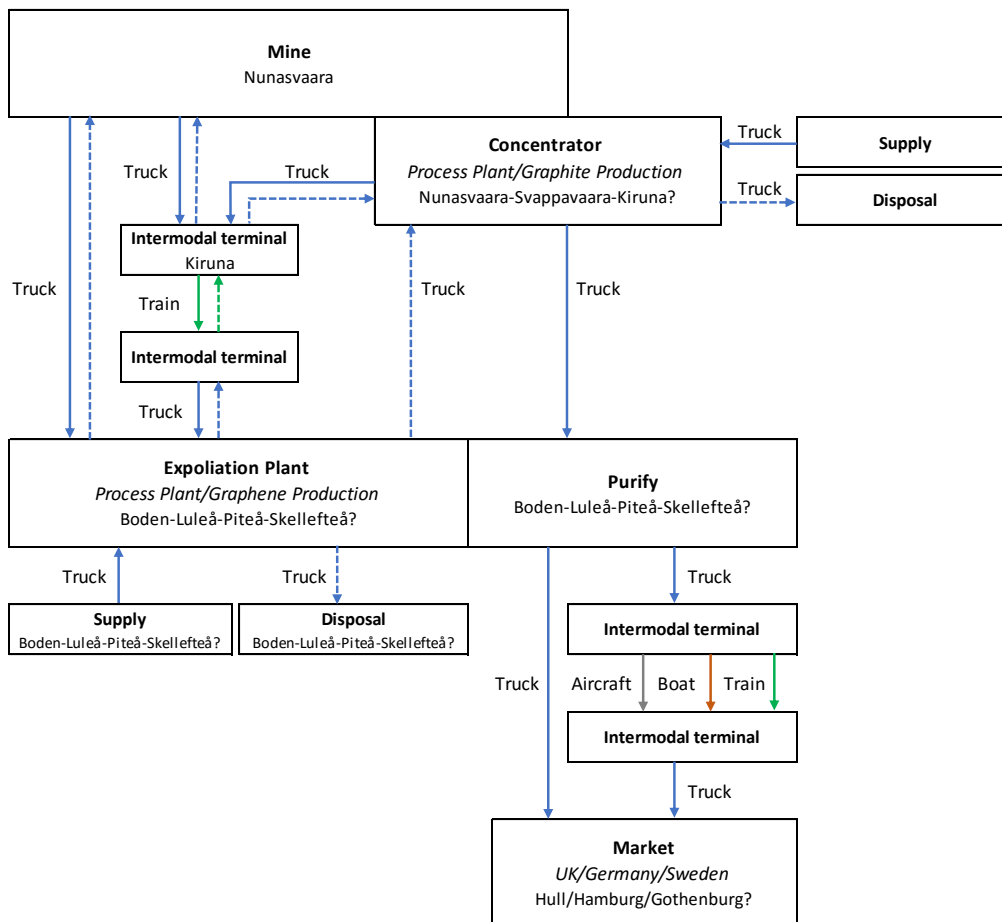 Mine
Nunasvaara
Concentrator
Process Plant/Graphite Production
Nunasvaara-Svappavaara-Kiruna?
Truck
Supply
Truck
Disposal
Truck
Truck
Intermodal terminal
Kiruna
Truck
Train
Truck
Truck
Intermodal terminal
Truck
Expoliation Plant
Process Plant/Graphene Production
Boden-Luleå-Piteå-Skellefteå?
Purify
Boden-Luleå-Piteå-Skellefteå?
Truck
Truck
Truck
Supply
Boden-Luleå-Piteå-Skellefteå?
Disposal
Boden-Luleå-Piteå-Skellefteå?
Intermodal terminal
Truck
Aircraft
Boat
Train
Intermodal terminal
Truck
Market
UK/Germany/Sweden
Hull/Hamburg/Gothenburg?